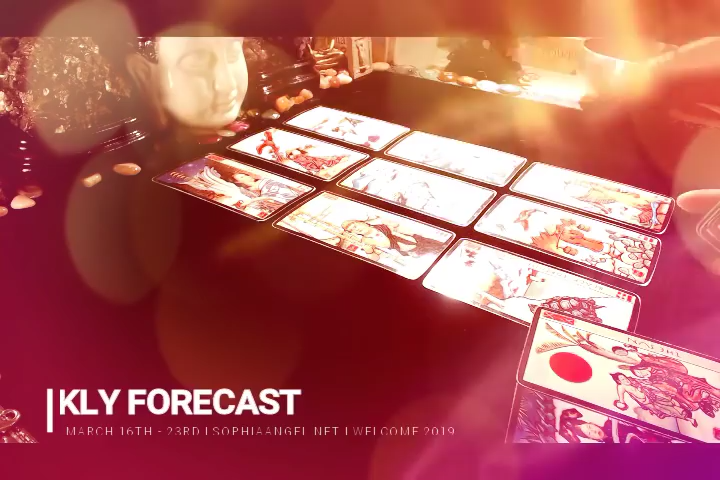 KLY FORECAST
MARCH 16TH - 23RD | SOPHIAANGEL.NET | WELCOME 2019